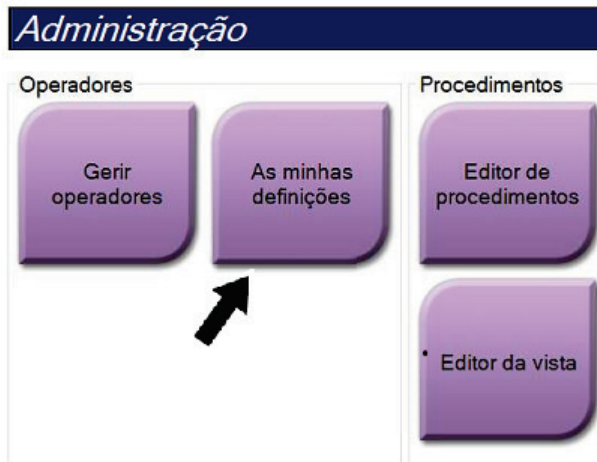 Administração
Operadores
Gerir
operadores
As minhas
definições
Procedimentos
Editor de
procedimentos
Editor da vista